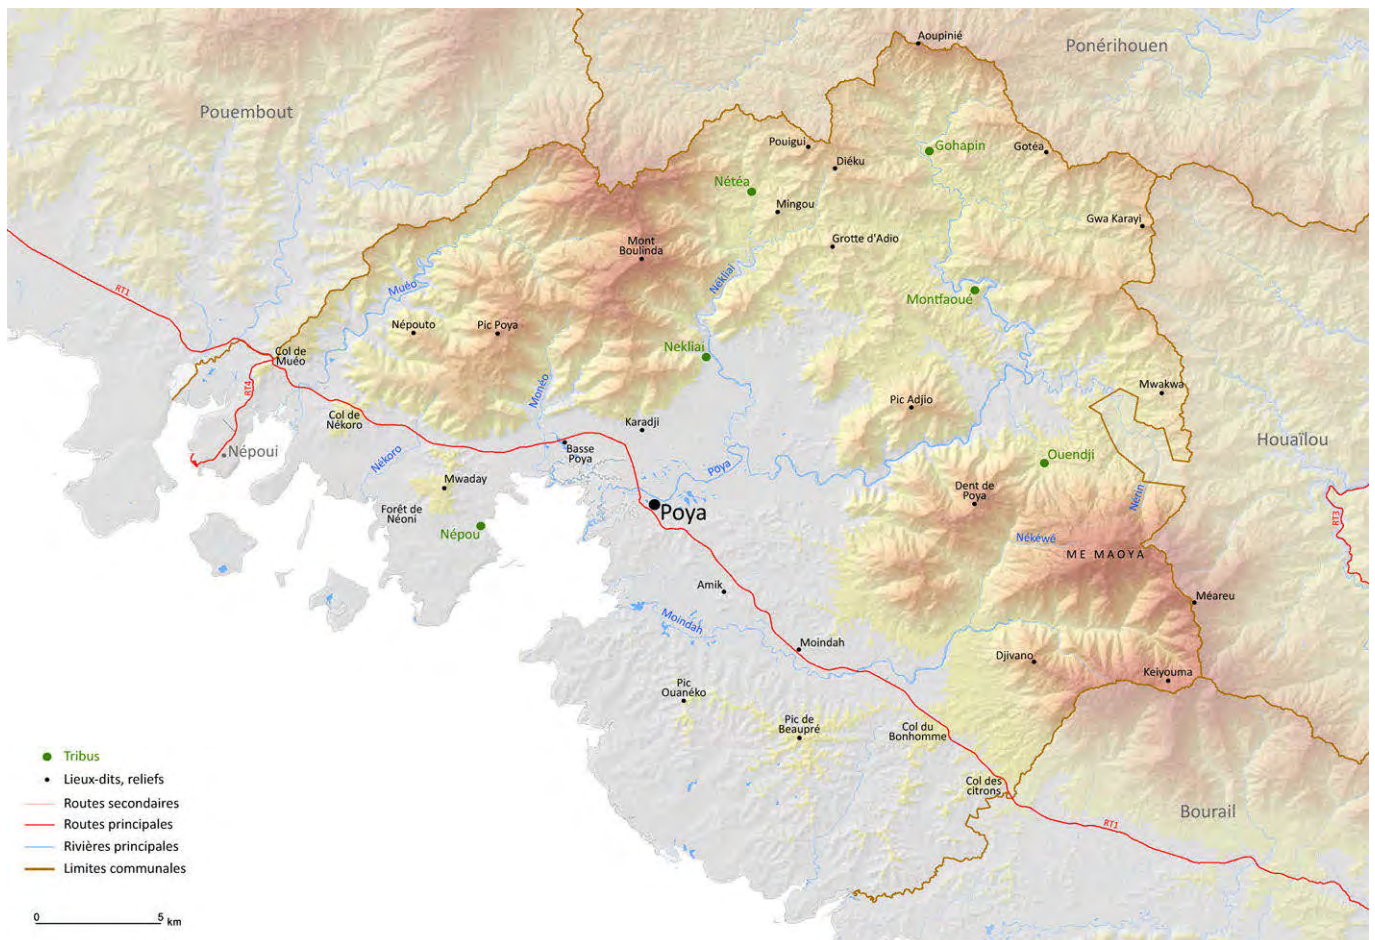 Aoupinié
Ponérihouen
Pouembout
Pouigui
Gohapin
Gotéa
Diéku
Nétéa
Mingou
Gwa Karayi
Grotte d'Adio
Mont
Boulinda
RT1
Muéo
Nékliai
Montfaoué
Népouto
Pic Poya
Nekliai
Col de
Muéo
RT4
Monéo
Mwakwa
Pic Adjio
Col de
Nékoro
Karadji
Houaïlou
Népoui
Basse
Poya
Nékoro
Poya
Ouendji
Mwaday
Dent de
Poya
Nétin
Forêt de
Néoni
Poya
RT3
Népou
Nékéwé
ME MAOYA
Amik
Méareu
Moindah
Moindah
Djivano
Keiyouma
Pic
Ouanéko
Pic de
Beaupré
Col du
Bonhomme
Col des
citrons
Bourail
RT1
Tribus
Lieux-dits, reliefs
Routes secondaires
Routes principales
Rivières principales
Limites communales
0 5 km